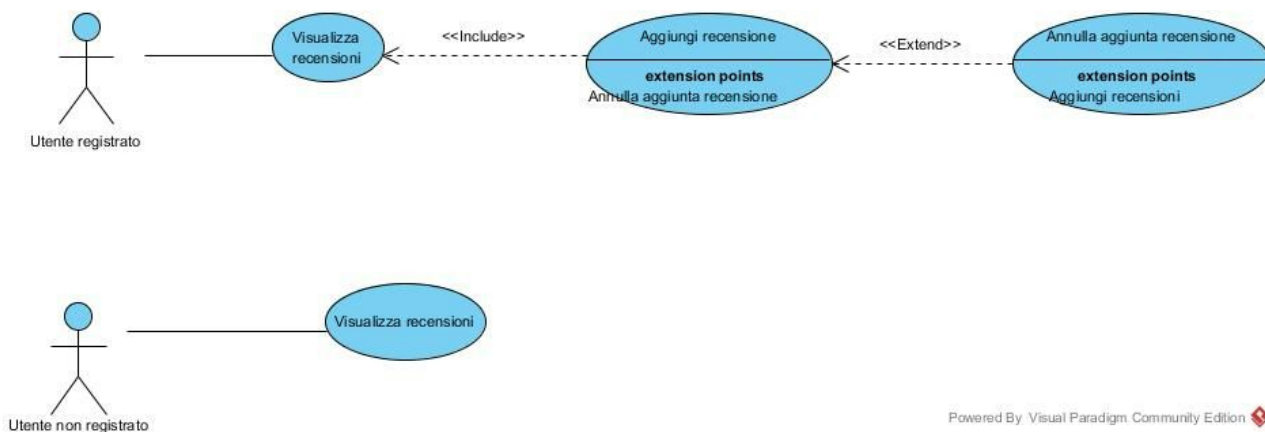 Visualizza
recensioni
<<Include>>
Aggiungi recensione
extension points
Annulla aggiunta recensione
<<Extend>>
Annulla aggiunta recensione
extension points
Aggiungi recensioni
Utente registrato
Visualizza recensioni
Utente non registrato
Powered By Visual Paradigm Community Edition